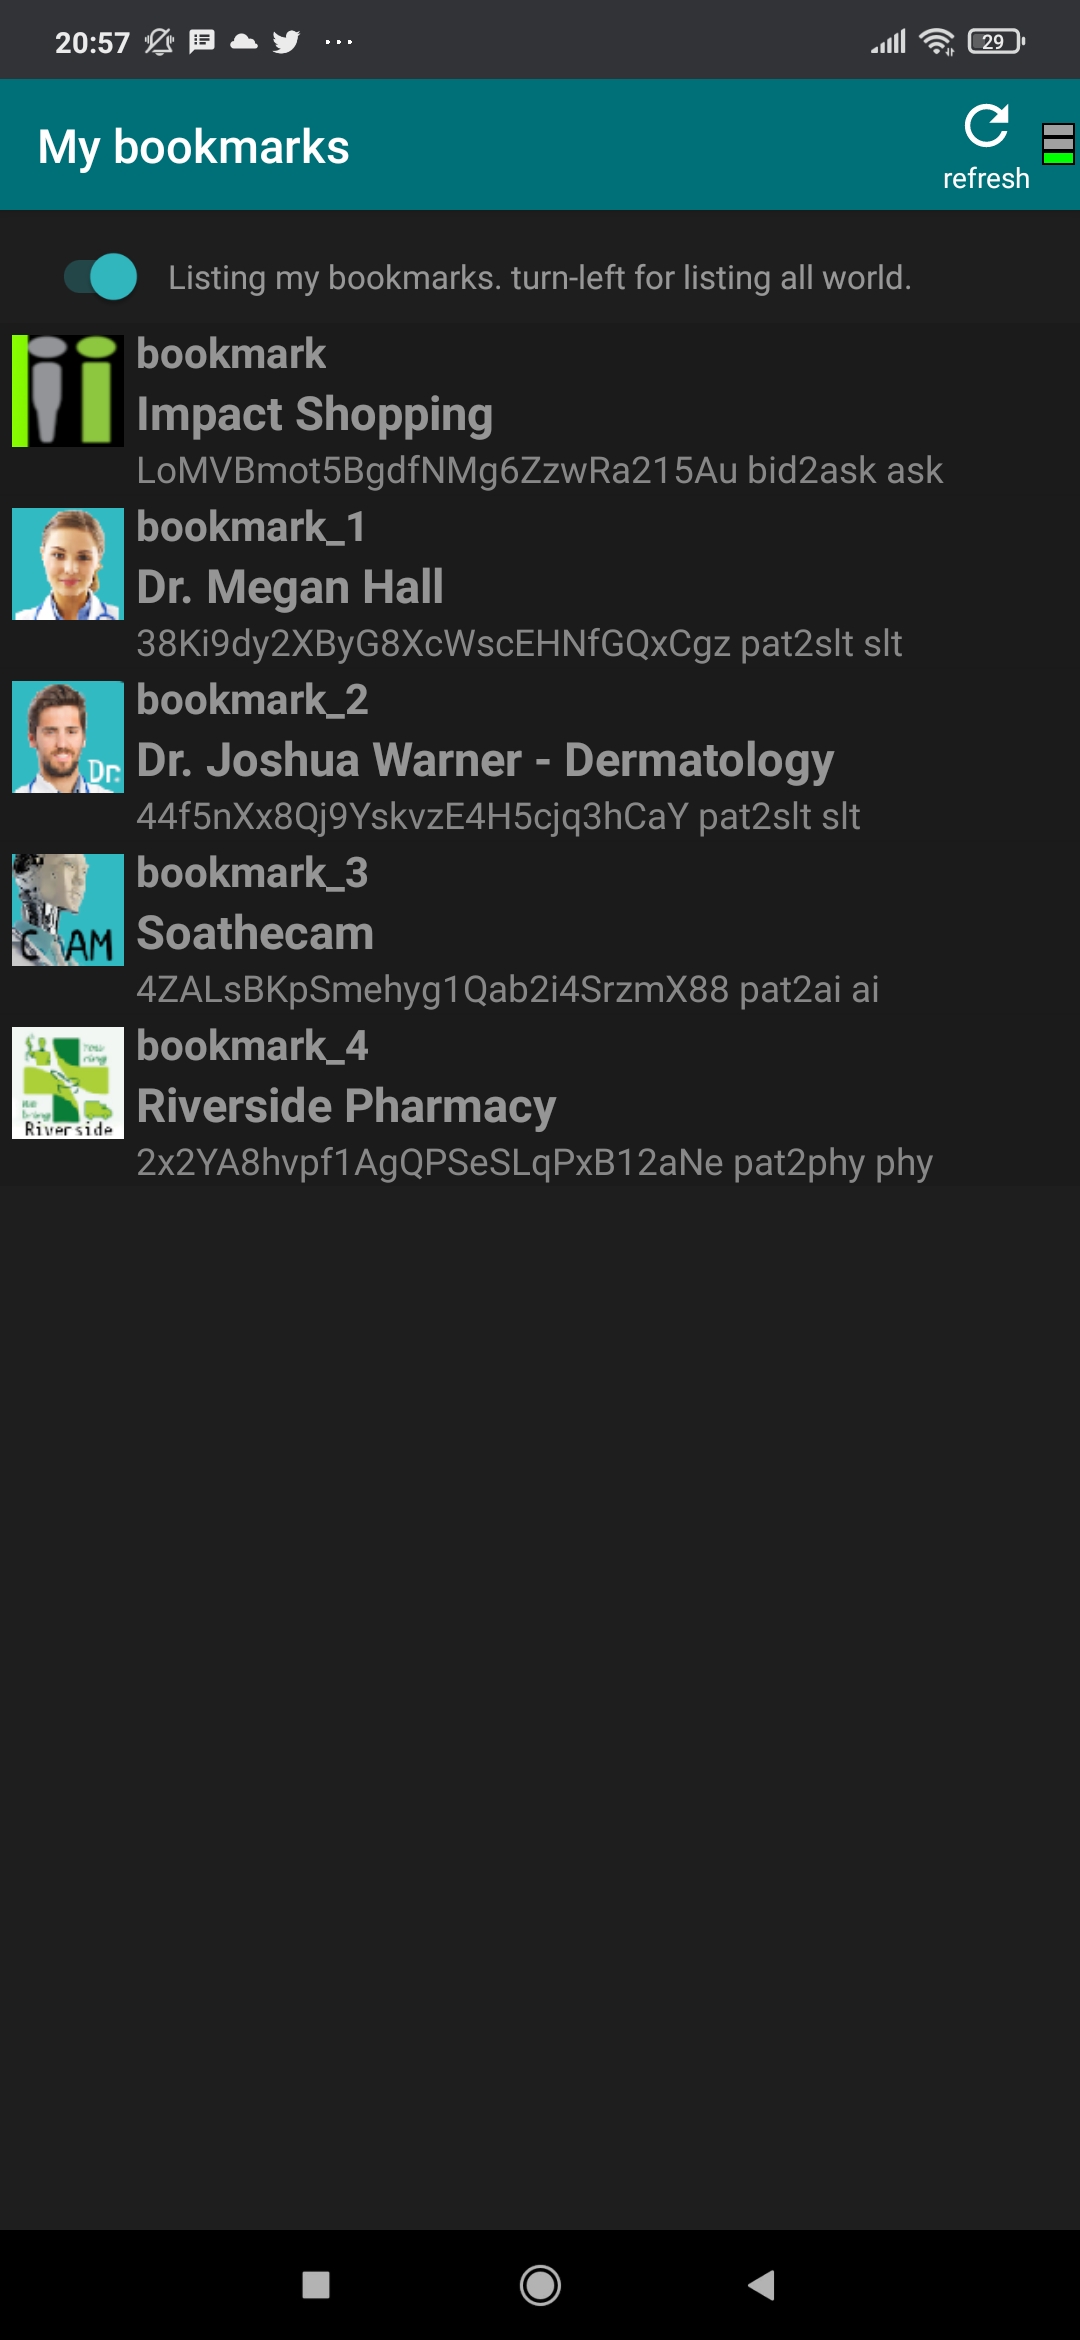 20:57
29
My bookmarks
refresh
Listing my bookmarks. turn-left for listing all world.
bookmark
Impact Shopping
LoMVBmot5BgdfNMg6ZzwRa215Au bid2ask ask
bookmark_1
Dr. Megan Hall
38Ki9dy2XByG8XcWscEHNfGQxCgz pat2slt slt
bookmark_2
Dr. Joshua Warner - Dermatology
Dr.
44f5nXx8Qj9YskvzE4H5cjq3hCaY pat2slt slt
bookmark_3
Soathecam
4ZALsBKpSmehyg1Qab2i4SrzmX88 pat2ai ai
bookmark_4
Riverside Pharmacy
Riverside
2x2YA8hvpf1AgQPSeSLqPxB12aNe pat2phy phy